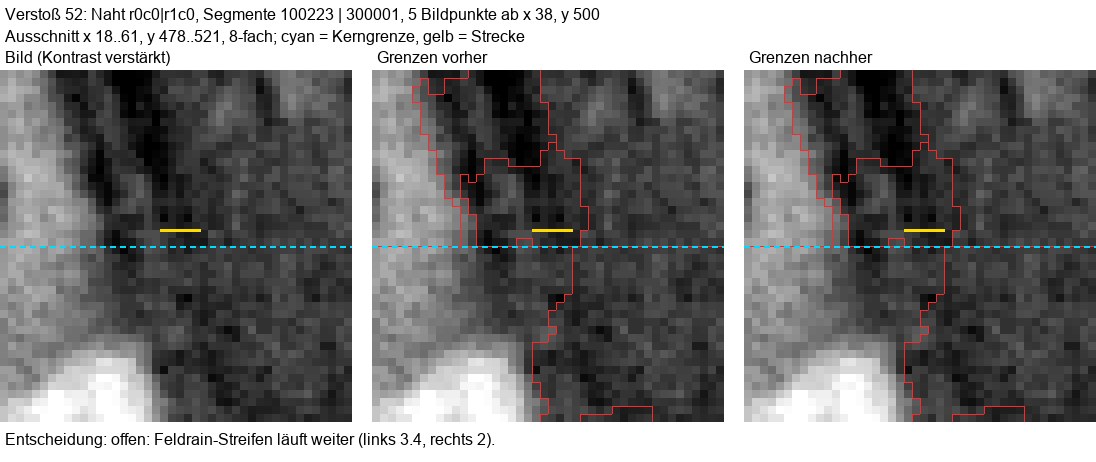 Verstoß 52: Naht r0c0|r1c0, Segmente 100223 | 300001, 5 Bildpunkte ab x 38, y 500
Ausschnitt x 18..61, y 478..521, 8-fach; cyan = Kerngrenze, gelb = Strecke
Bild (Kontrast verstärkt) Grenzen vorher Grenzen nachher
Entscheidung: offen: Feldrain-Streifen läuft weiter (links 3.4, rechts 2).